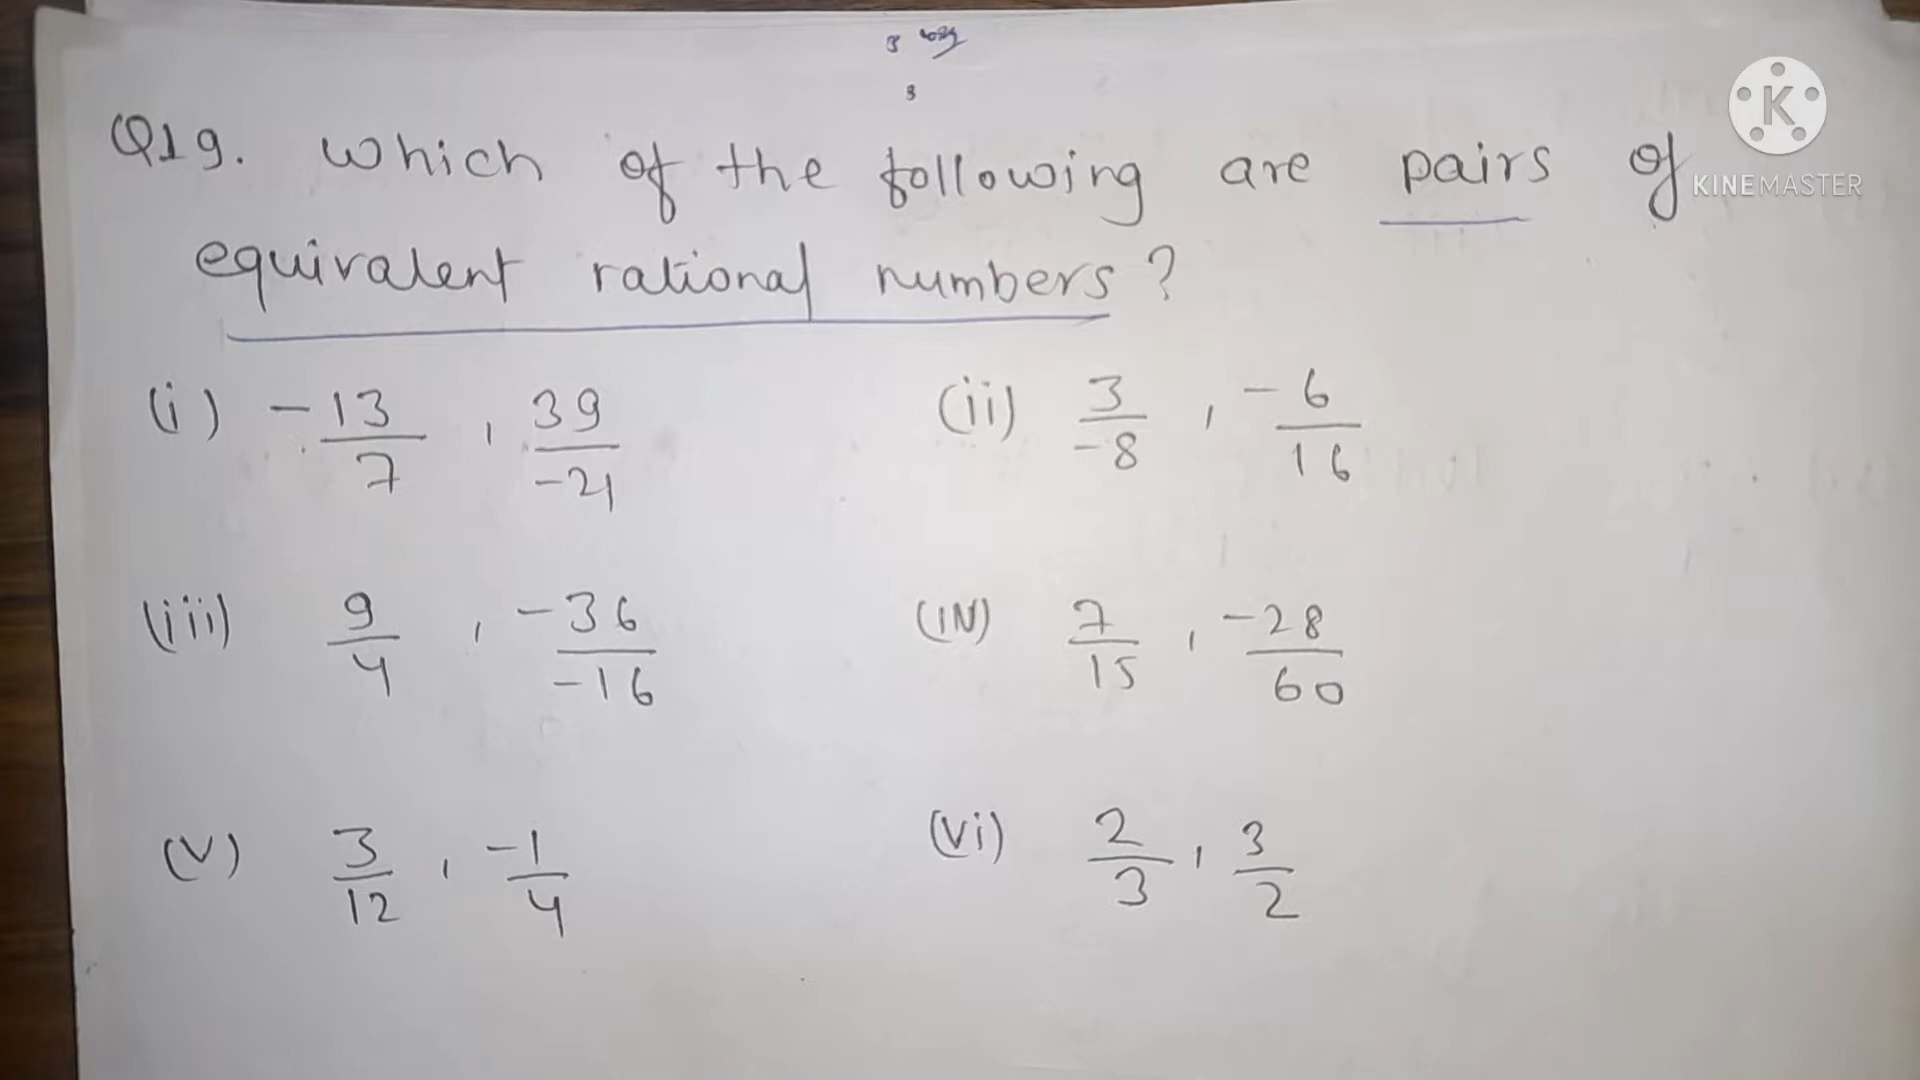 Q19. Which of the following are pairs of
equivalent rational numbers?
(i) -13/7 , 39/-21 (ii) 3/-8 , -6/16
(iii) 9/4 , -36/-16 (IV) 7/15 , -28/60
(V) 3/12 , -1/4 (Vi) 2/3 , 3/2
K
KINEMASTER